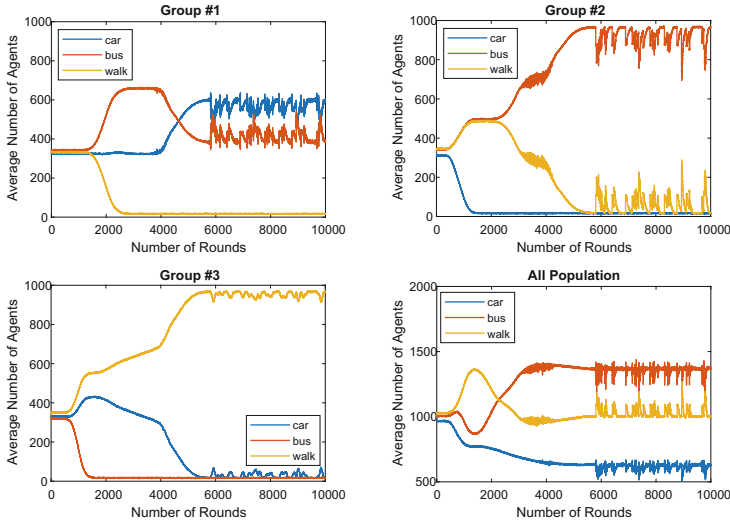 Group #1
Average Number of Agents
1000
800
600
400
200
0
car
bus
walk
0 2000 4000 6000 8000 10000
Number of Rounds
Group #2
Average Number of Agents
1000
800
600
400
200
0
car
bus
walk
0 2000 4000 6000 8000 10000
Number of Rounds
Group #3
Average Number of Agents
1000
800
600
400
200
0
car
bus
walk
0 2000 4000 6000 8000 10000
Number of Rounds
All Population
Average Number of Agents
1500
1000
500
car
bus
walk
0 2000 4000 6000 8000 10000
Number of Rounds